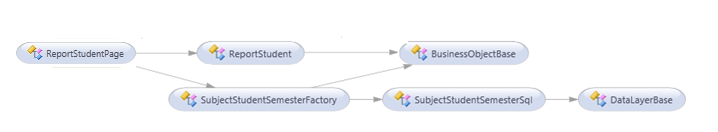 ReportStudentPage
ReportStudent
BusinessObjectBase
SubjectStudentSemesterFactory
SubjectStudentSemesterSql
DataLayerBase